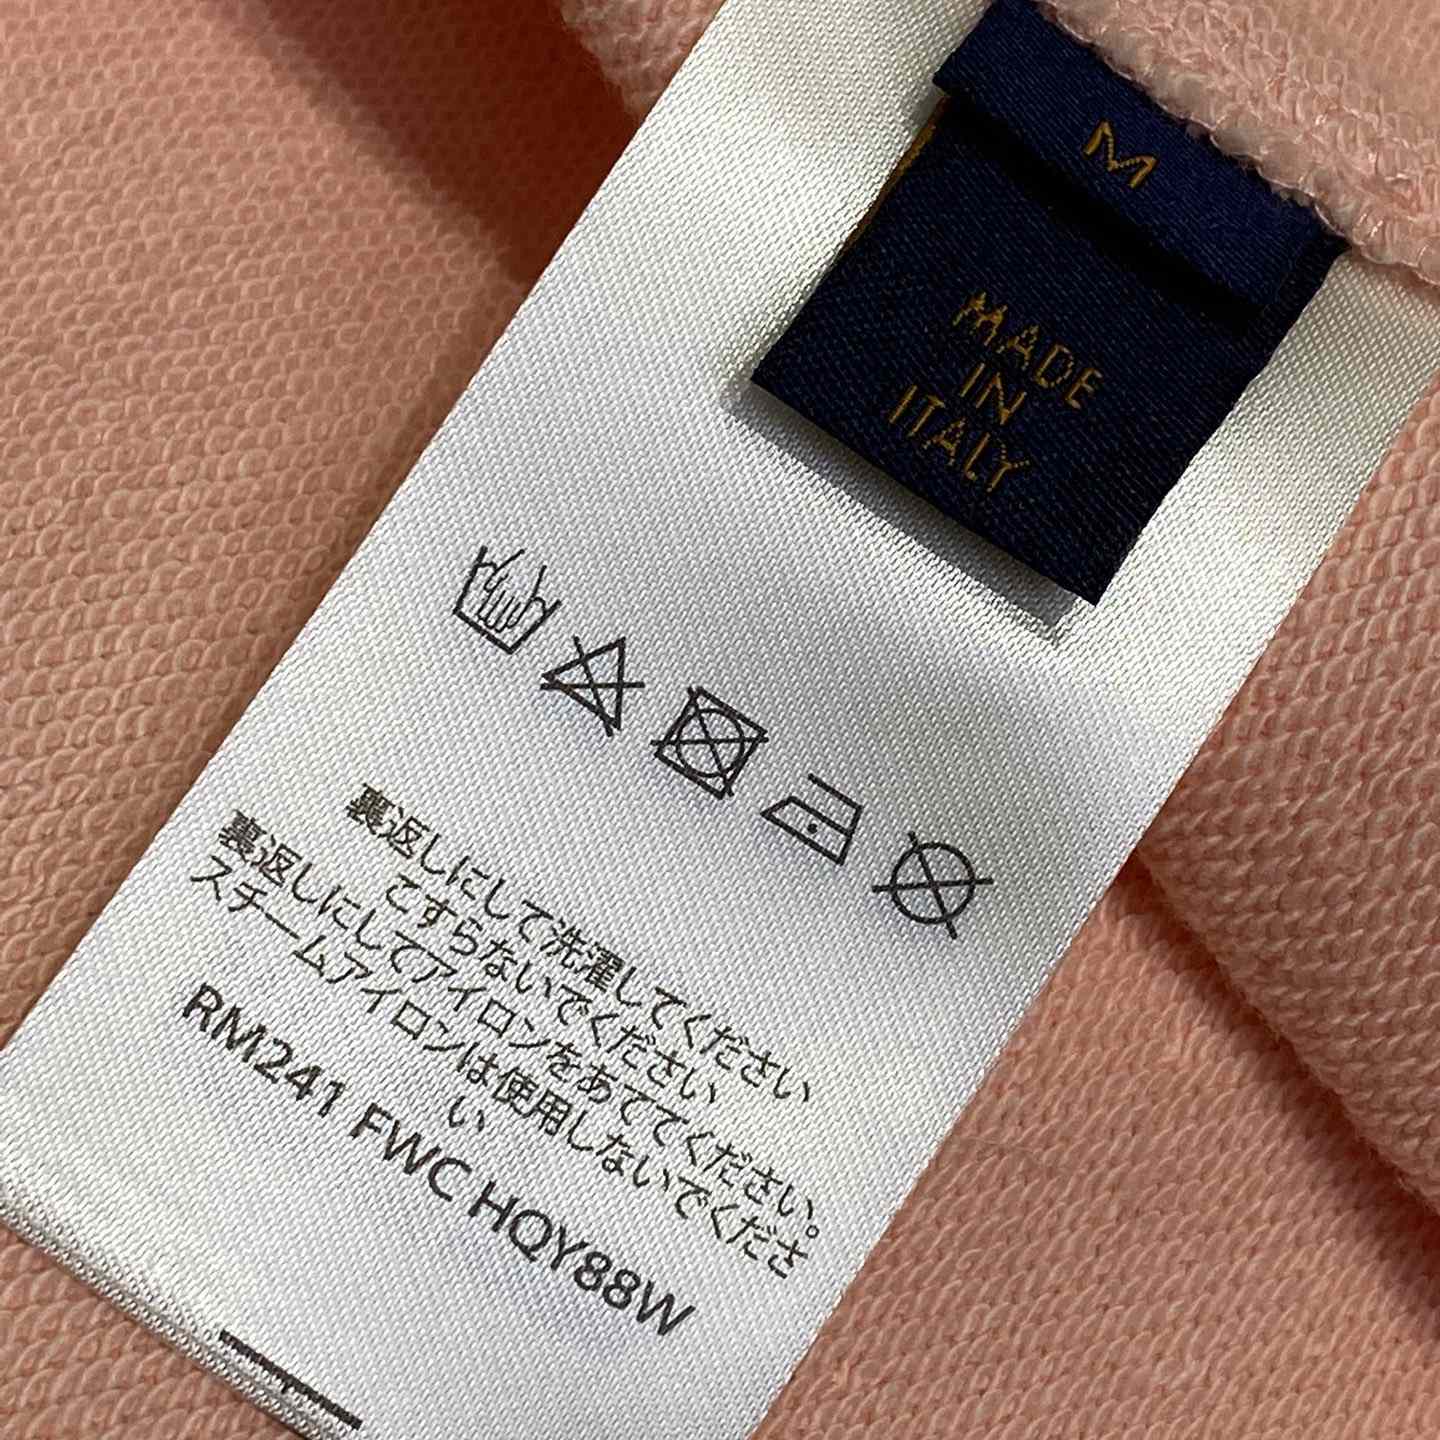 M
MADE
IN
ITALY
裏返しにして洗濯してください
こすらないでください
裏返しにしてアイロンをあててください。
スチームアイロンは使用しないでくださ
い
RM241 FWC HQY88W